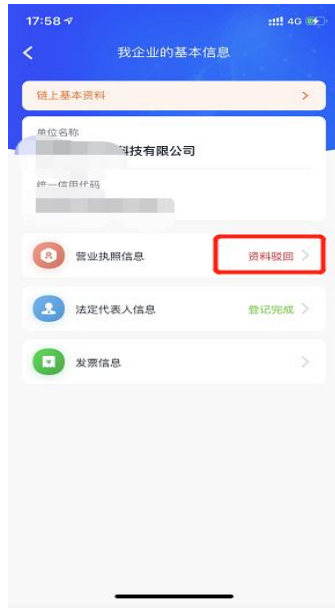 17:58
4G
我企业的基本信息
链上基本资料
单位名称
科技有限公司
统一信用代码
营业执照信息 资料驳回
法定代表人信息 登记完成
发票信息